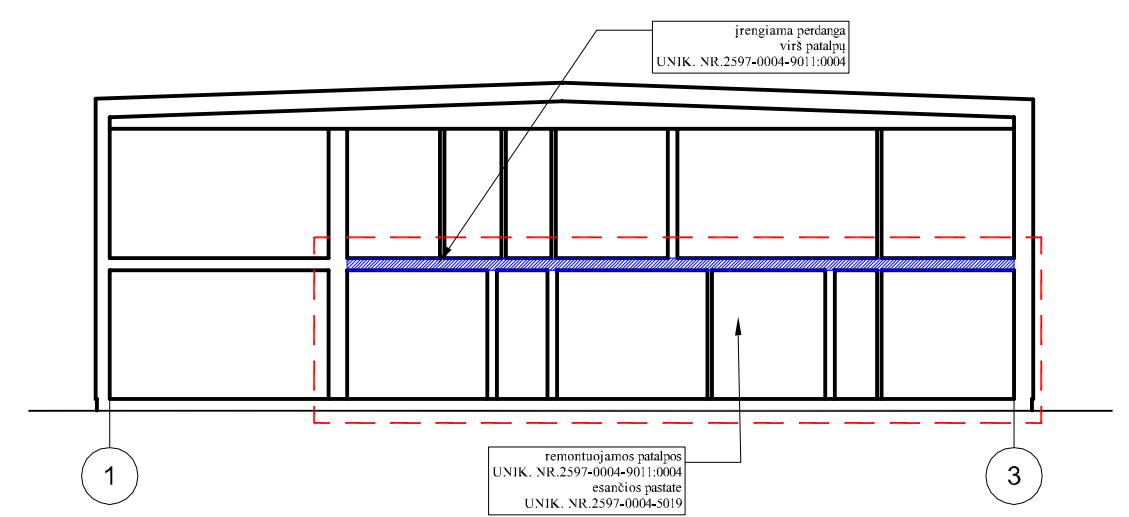 įrengiama perdanga
virš patalpų
UNIK. NR.2597-0004-9011:0004
1
3
remontuojamos patalpos
UNIK. NR.2597-0004-9011:0004
esančios pastate
UNIK. NR.2597-0004-5019